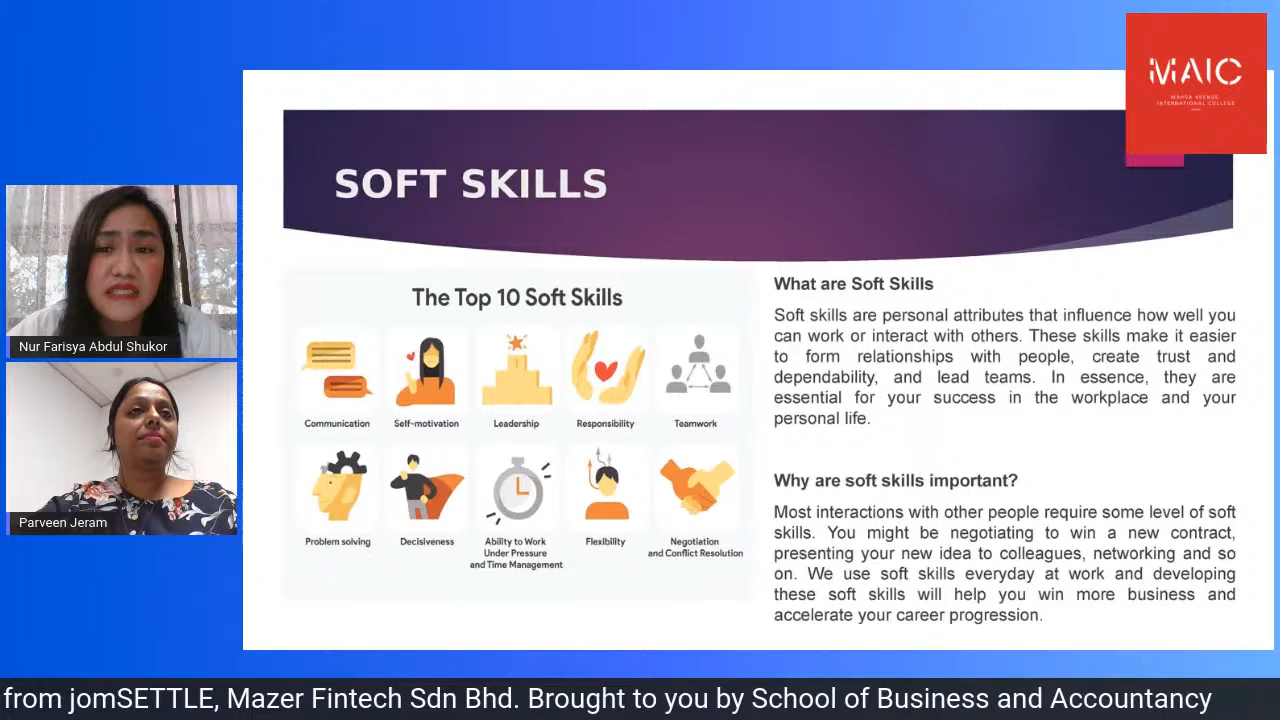 MAIC
MAHSA AVENUE
INTERNATIONAL COLLEGE
SOFT SKILLS
Nur Farisya Abdul Shukor
Parveen Jeram
The Top 10 Soft Skills
Communication
Self-motivation
Leadership
Responsibility
Teamwork
Problem solving
Decisiveness
Ability to Work
Under Pressure
and Time Management
Flexibility
Negotiation
and Conflict Resolution
What are Soft Skills
Soft skills are personal attributes that influence how well you
can work or interact with others. These skills make it easier
to form relationships with people, create trust and
dependability, and lead teams. In essence, they are
essential for your success in the workplace and your
personal life.
Why are soft skills important?
Most interactions with other people require some level of soft
skills. You might be negotiating to win a new contract,
presenting your new idea to colleagues, networking and so
on. We use soft skills everyday at work and developing
these soft skills will help you win more business and
accelerate your career progression.
from jomSETTLE, Mazer Fintech Sdn Bhd. Brought to you by School of Business and Accountancy